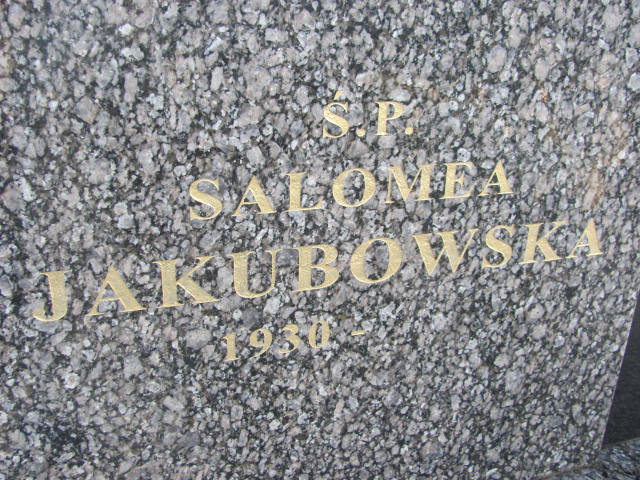 Ś.P.
SALOMEA
JAKUBOWSKA
1930 -